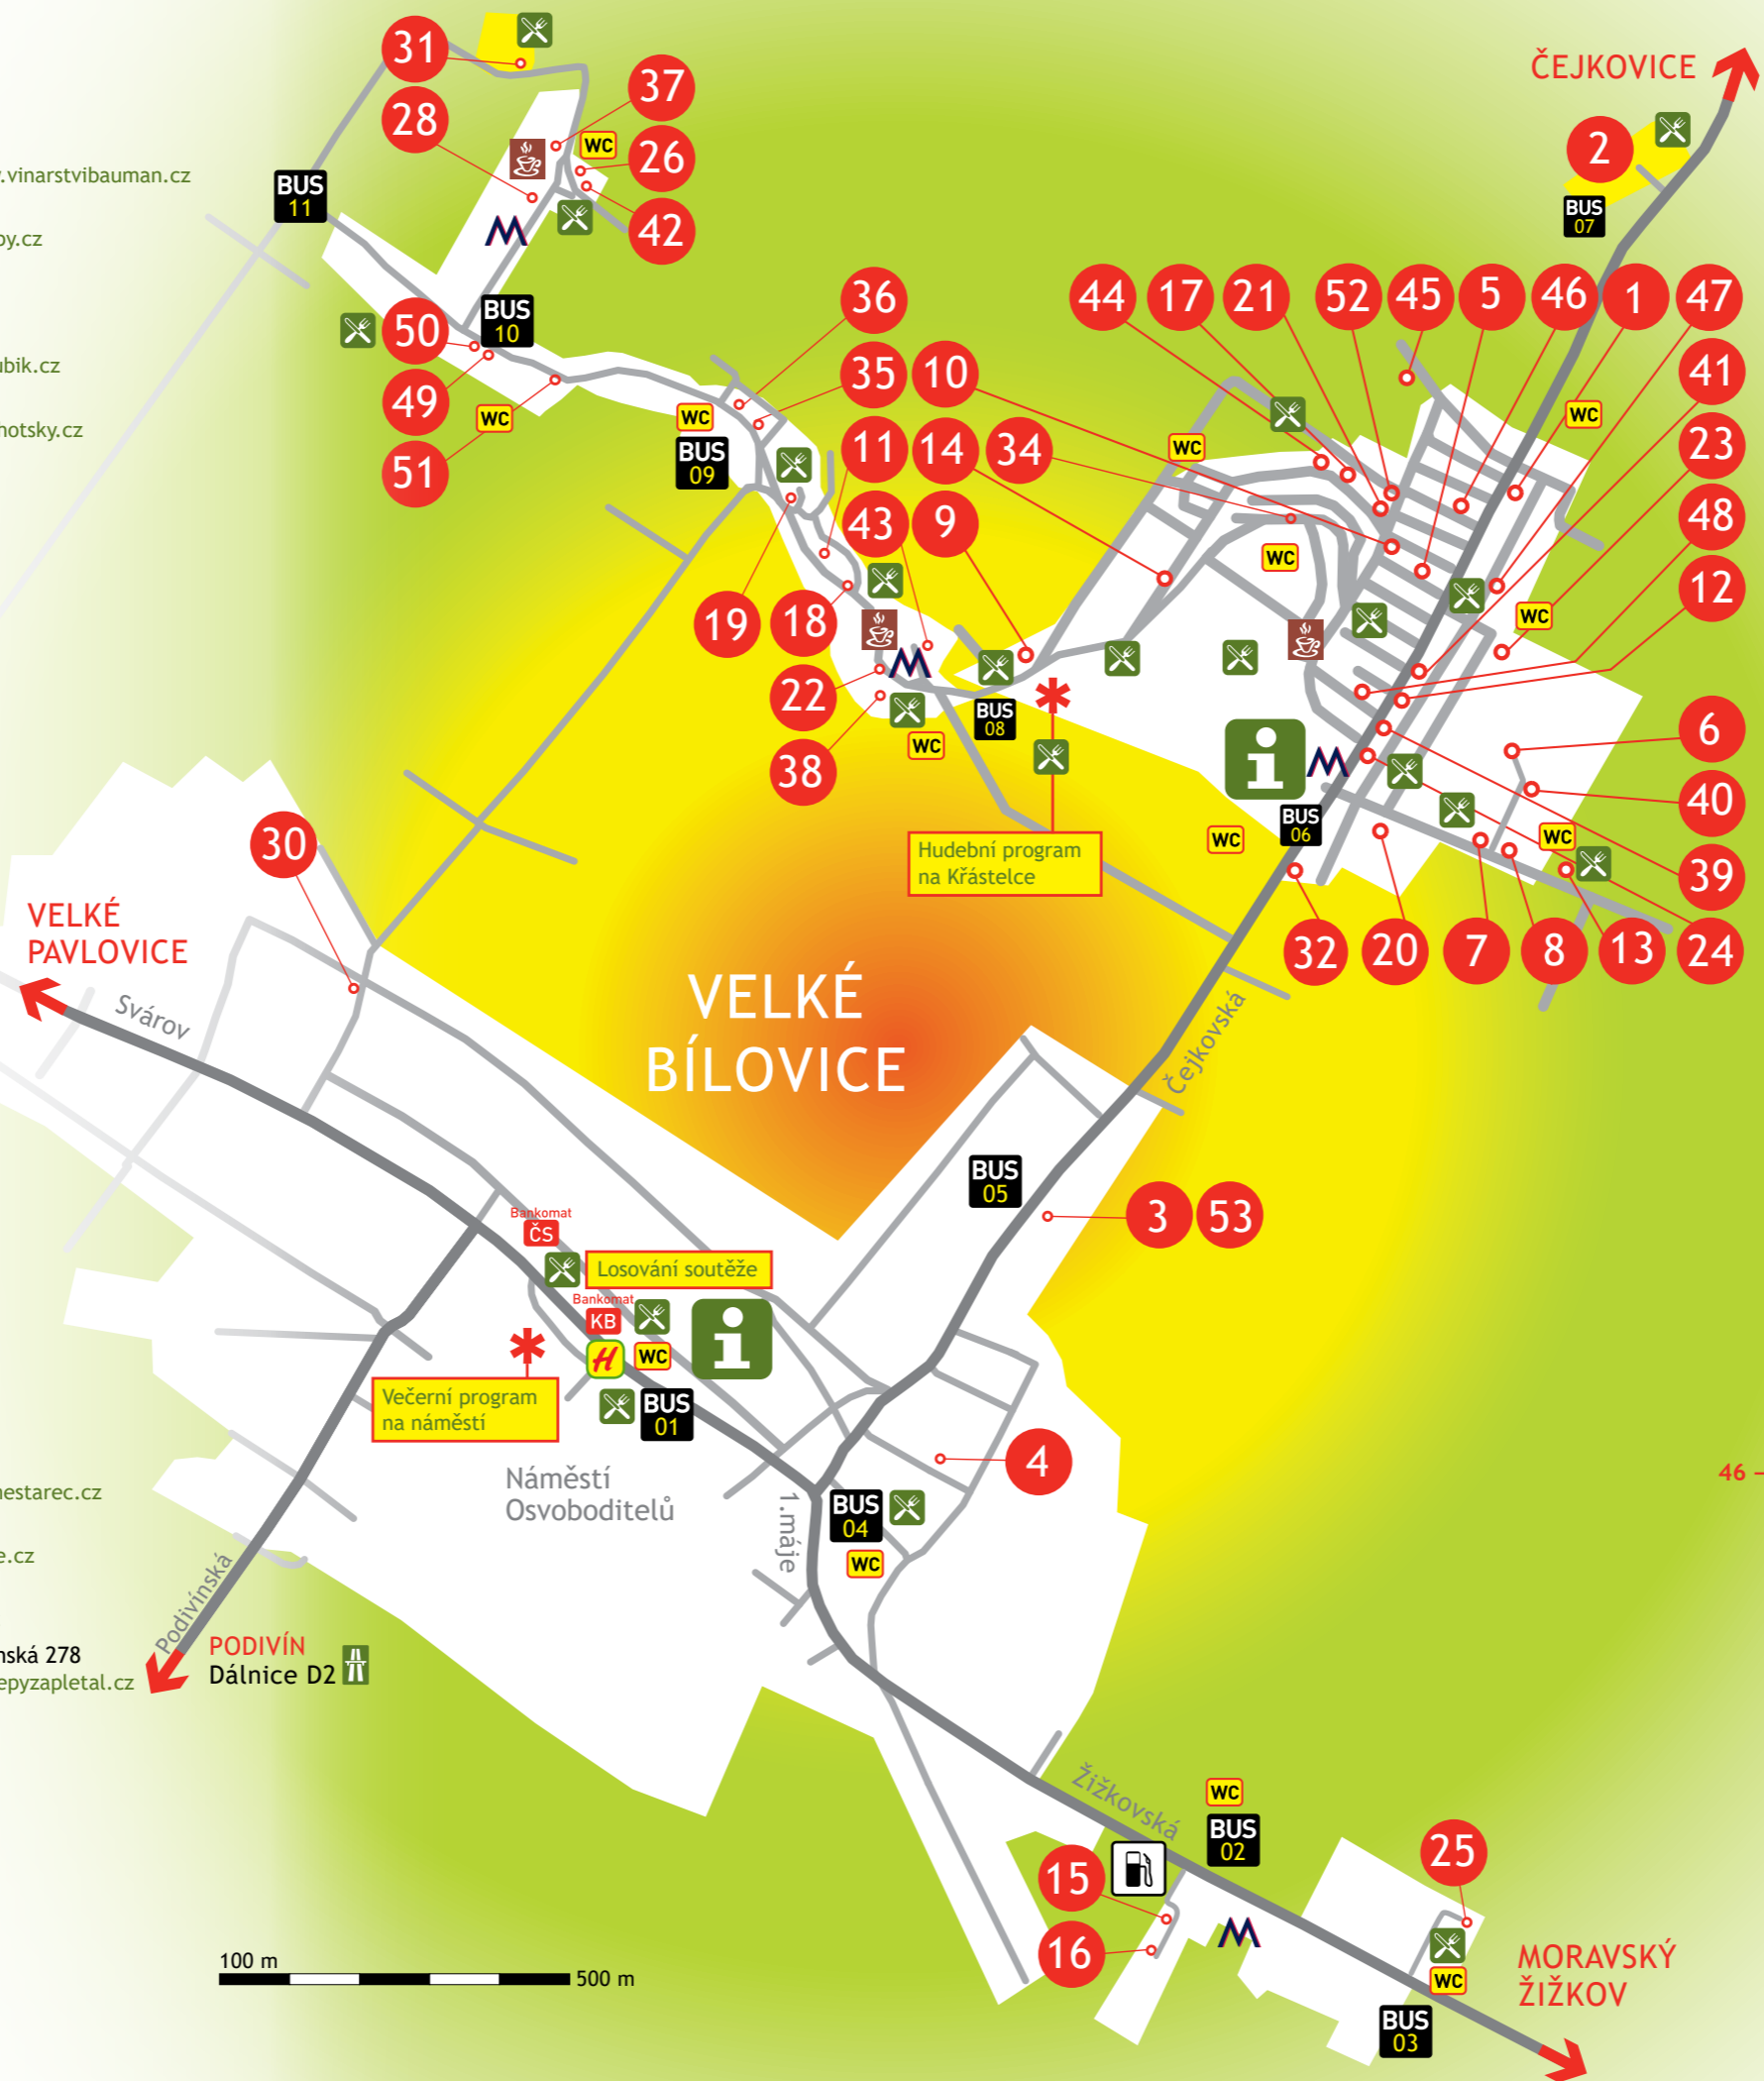 31
37
28
WC
26
42
BUS
11
.vinarstvibauman.cz
by.cz
ubik.cz
hotsky.cz
50
BUS
10
49
WC
51
ČEJKOVICE
2
BUS
07
36
35
WC
BUS
09
11
43
19
18
22
38
WC
44
17
21
52
45
5
46
1
47
10
14
34
9
WC
WC
WC
WC
41
23
48
12
6
40
39
24
BUS
08
BUS
06
WC
WC
32
20
7
8
13
Hudební program
na Křástelce
30
VELKÉ
PAVLOVICE
Svárov
VELKÉ
BÍLOVICE
Čejkovská
BUS
05
3
53
Bankomat
ČS
Losování soutěže
Bankomat
KB
H
WC
Večerní program
na náměstí
BUS
01
Náměstí
Osvoboditelů
1.máje
4
BUS
04
WC
46 –
nestarec.cz
e.cz
nská 278
epyzapletal.cz
Podivínská
PODIVÍN
Dálnice D2
Žižkovská
WC
BUS
02
15
16
25
WC
BUS
03
MORAVSKÝ
ŽIŽKOV
100 m
500 m